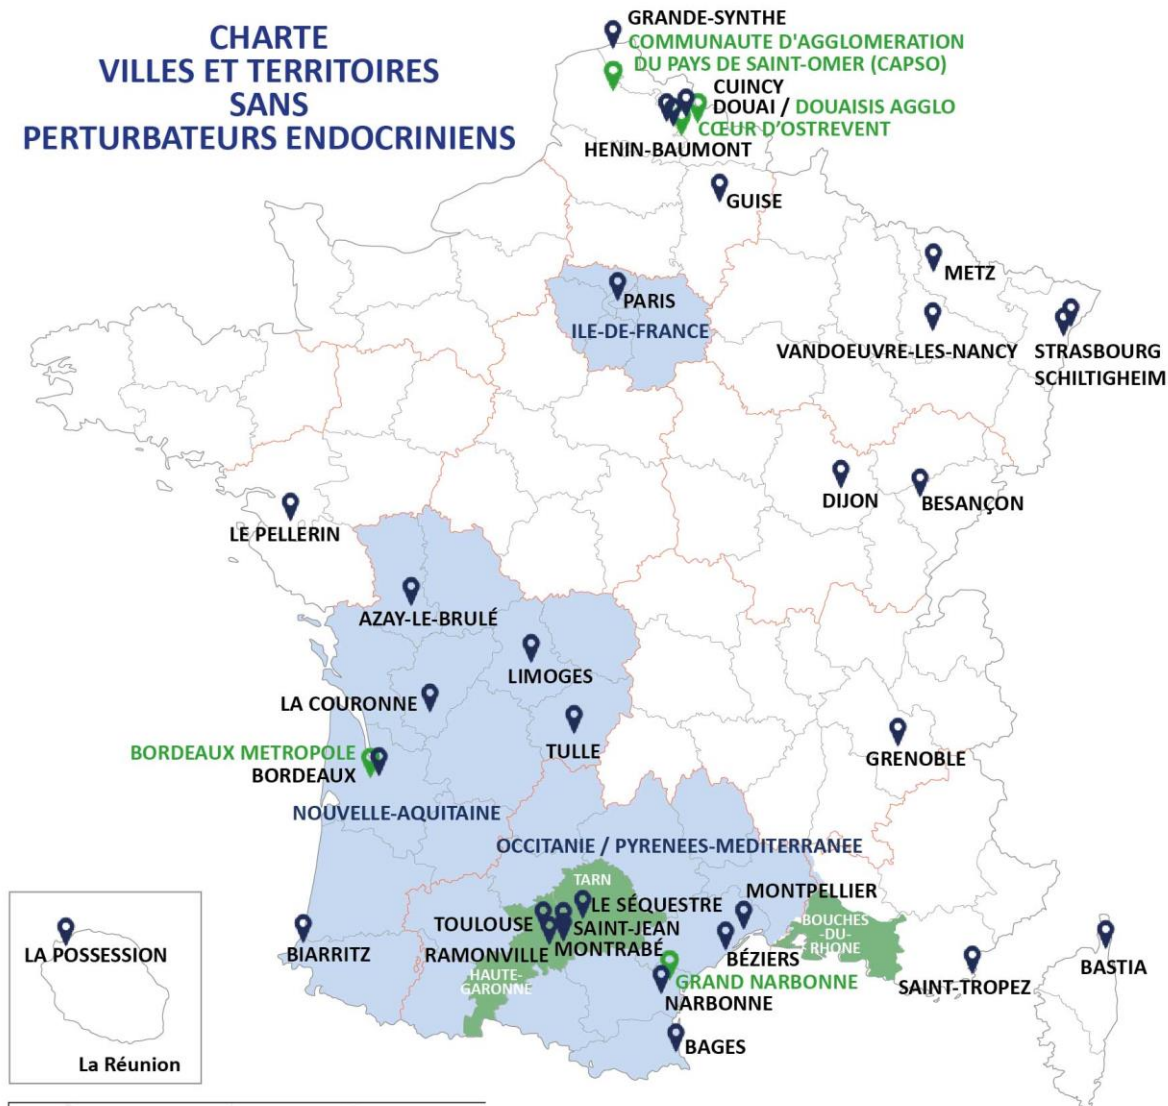 CHARTE
VILLES ET TERRITOIRES
SANS
PERTURBATEURS ENDOCRINIENS
GRANDE-SYNTHE
COMMUNAUTE D'AGGLOMERATION
DU PAYS DE SAINT-OMER (CAPSO)
CUINCY
DOUAI / DOUAISIS AGGLO
CŒUR D'OSTREVENT
HENIN-BAUMONT
GUISE
METZ
PARIS
ILE-DE-FRANCE
VANDOEUVRE-LES-NANCY
STRASBOURG
SCHILTIGHEIM
DIJON
BESANÇON
LE PELLERIN
AZAY-LE-BRULÉ
LIMOGES
LA COURONNE
TULLE
GRENOBLE
BORDEAUX METROPOLE
BORDEAUX
NOUVELLE-AQUITAINE
OCCITANIE / PYRENEES-MEDITERRANEE
TARN
LE SÉQUESTRE
MONTPELLIER
TOULOUSE
SAINT-JEAN
RAMONVILLE
MONTRABÉ
BOUCHES
-DU-
RHONE
BIARRITZ
BÉZIERS
HAUTE-
GARONNE
GRAND NARBONNE
NARBONNE
SAINT-TROPEZ
BASTIA
BAGES
LA POSSESSION
La Réunion